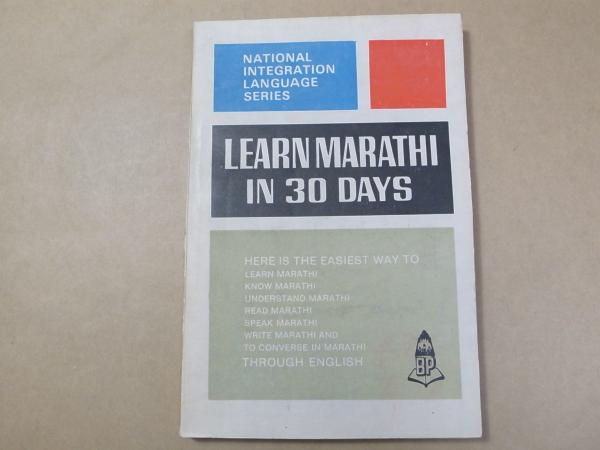 NATIONAL
INTEGRATION
LANGUAGE
SERIES
LEARN MARATHI
IN 30 DAYS
HERE IS THE EASIEST WAY TO
LEARN MARATHI
KNOW MARATHI
UNDERSTAND MARATHI
READ MARATHI
SPEAK MARATHI
WRITE MARATHI AND
TO CONVERSE IN MARATHI
THROUGH ENGLISH
BP